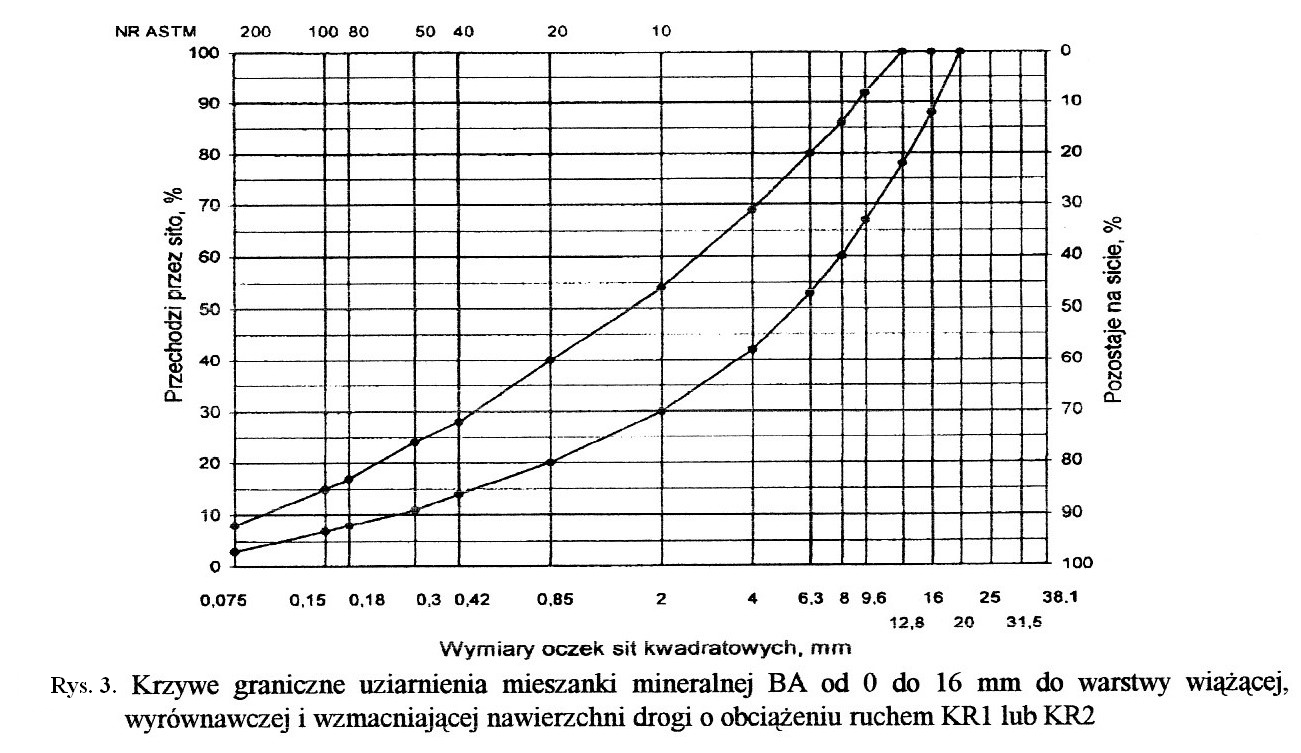 NR ASTM 200 100 80 50 40 20 10
100 0
90 10
80 20
70 30
60 40
50 50
40 60
30 70
20 80
10 90
0 100
Przechodzi przez sito, %
Pozostaje na sicie, %
0,075 0,15 0,18 0,3 0,42 0,85 2 4 6,3 8 9,6 16 25 38.1
12,8 20 31,5
Wymiary oczek sit kwadratowych, mm
Rys. 3. Krzywe graniczne uziarnienia mieszanki mineralnej BA od 0 do 16 mm do warstwy wiążącej,
wyrównawczej i wzmacniającej nawierzchni drogi o obciążeniu ruchem KR1 lub KR2